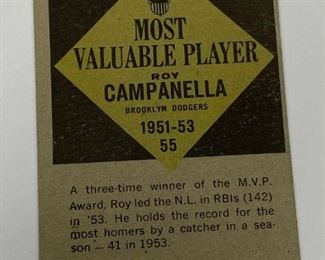 MOST
VALUABLE PLAYER
ROY
CAMPANELLA
BROOKLYN DODGERS
1951-53
55
A three-time winner of the M.V.P.
Award, Roy led the N.L. in RBIs (142)
in '53. He holds the record for the
most homers by a catcher in a sea-
son – 41 in 1953.